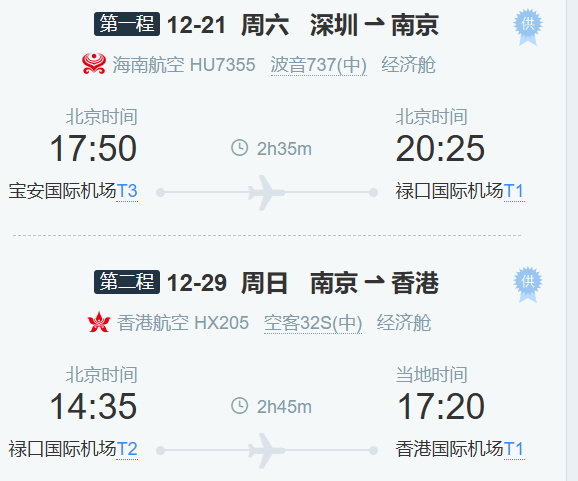 第一程 12-21 周六 深圳 ⇀ 南京 供
海南航空 HU7355 波音737(中) 经济舱
北京时间 北京时间
17:50 2h35m 20:25
宝安国际机场T3 禄口国际机场T1
第二程 12-29 周日 南京 ⇀ 香港 供
香港航空 HX205 空客32S(中) 经济舱
北京时间 当地时间
14:35 2h45m 17:20
禄口国际机场T2 香港国际机场T1